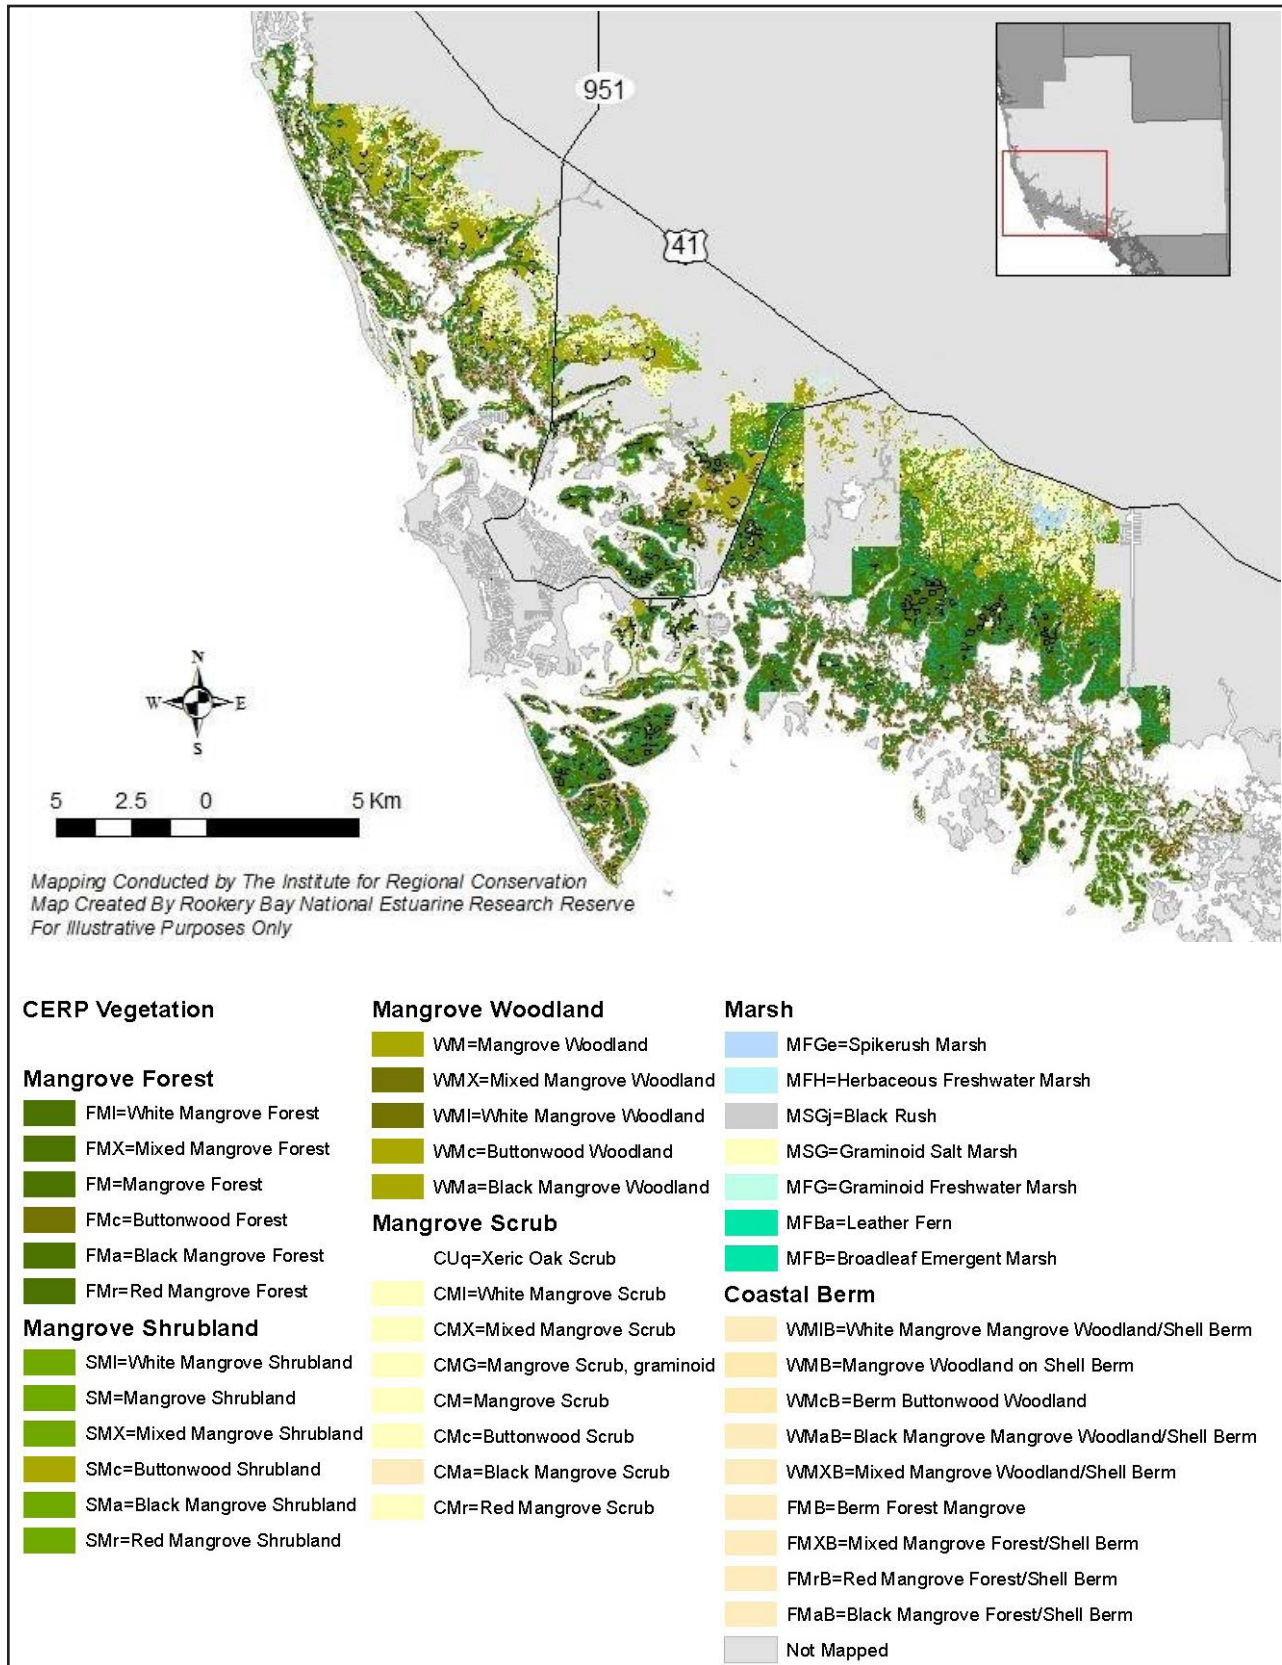 951
41
N
W E
S
5 2.5 0 5 Km
Mapping Conducted by The Institute for Regional Conservation
Map Created By Rookery Bay National Estuarine Research Reserve
For Illustrative Purposes Only
CERP Vegetation
Mangrove Forest
FMl=White Mangrove Forest
FMX=Mixed Mangrove Forest
FM=Mangrove Forest
FMc=Buttonwood Forest
FMa=Black Mangrove Forest
FMr=Red Mangrove Forest
Mangrove Shrubland
SMl=White Mangrove Shrubland
SM=Mangrove Shrubland
SMX=Mixed Mangrove Shrubland
SMc=Buttonwood Shrubland
SMa=Black Mangrove Shrubland
SMr=Red Mangrove Shrubland
Mangrove Woodland
WM=Mangrove Woodland
WMX=Mixed Mangrove Woodland
WMl=White Mangrove Woodland
WMc=Buttonwood Woodland
WMa=Black Mangrove Woodland
Mangrove Scrub
CUq=Xeric Oak Scrub
CMl=White Mangrove Scrub
CMX=Mixed Mangrove Scrub
CMG=Mangrove Scrub, graminoid
CM=Mangrove Scrub
CMc=Buttonwood Scrub
CMa=Black Mangrove Scrub
CMr=Red Mangrove Scrub
Marsh
MFGe=Spikerush Marsh
MFH=Herbaceous Freshwater Marsh
MSGj=Black Rush
MSG=Graminoid Salt Marsh
MFG=Graminoid Freshwater Marsh
MFBa=Leather Fern
MFB=Broadleaf Emergent Marsh
Coastal Berm
WMlB=White Mangrove Mangrove Woodland/Shell Berm
WMB=Mangrove Woodland on Shell Berm
WMcB=Berm Buttonwood Woodland
WMaB=Black Mangrove Mangrove Woodland/Shell Berm
WMXB=Mixed Mangrove Woodland/Shell Berm
FMB=Berm Forest Mangrove
FMXB=Mixed Mangrove Forest/Shell Berm
FMrB=Red Mangrove Forest/Shell Berm
FMaB=Black Mangrove Forest/Shell Berm
Not Mapped